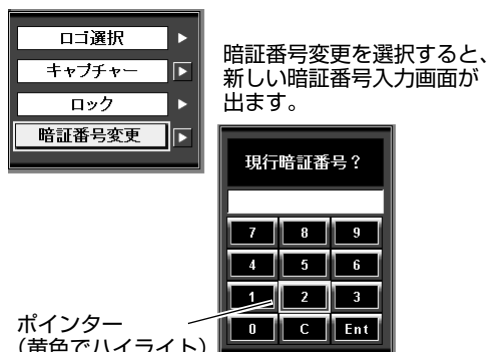 ロゴ選択
キャプチャー
ロック
暗証番号変更
暗証番号変更を選択すると、
新しい暗証番号入力画面が
出ます。
現行暗証番号？
7 8 9
4 5 6
1 2 3
0 C Ent
ポインター
（黄色でハイライト）